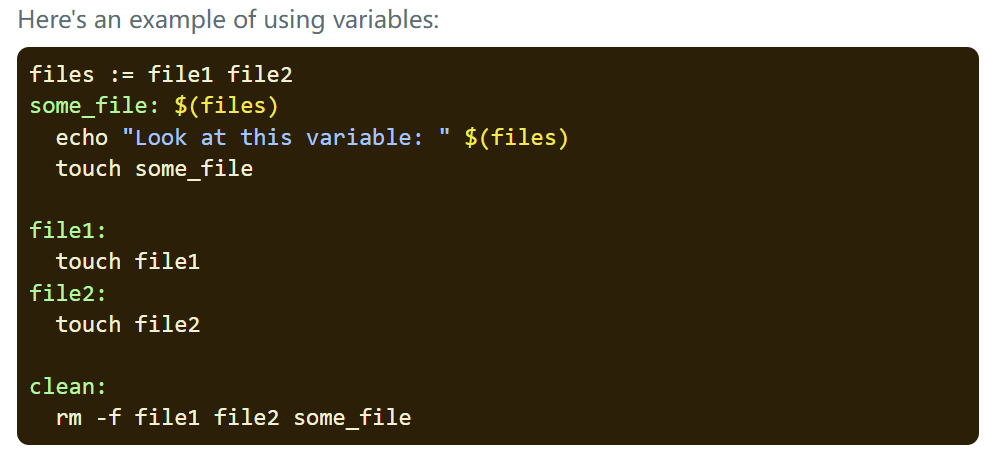 Here's an example of using variables:
files := file1 file2
some_file: $(files)
  echo "Look at this variable: " $(files)
  touch some_file

file1:
  touch file1
file2:
  touch file2

clean:
  rm -f file1 file2 some_file